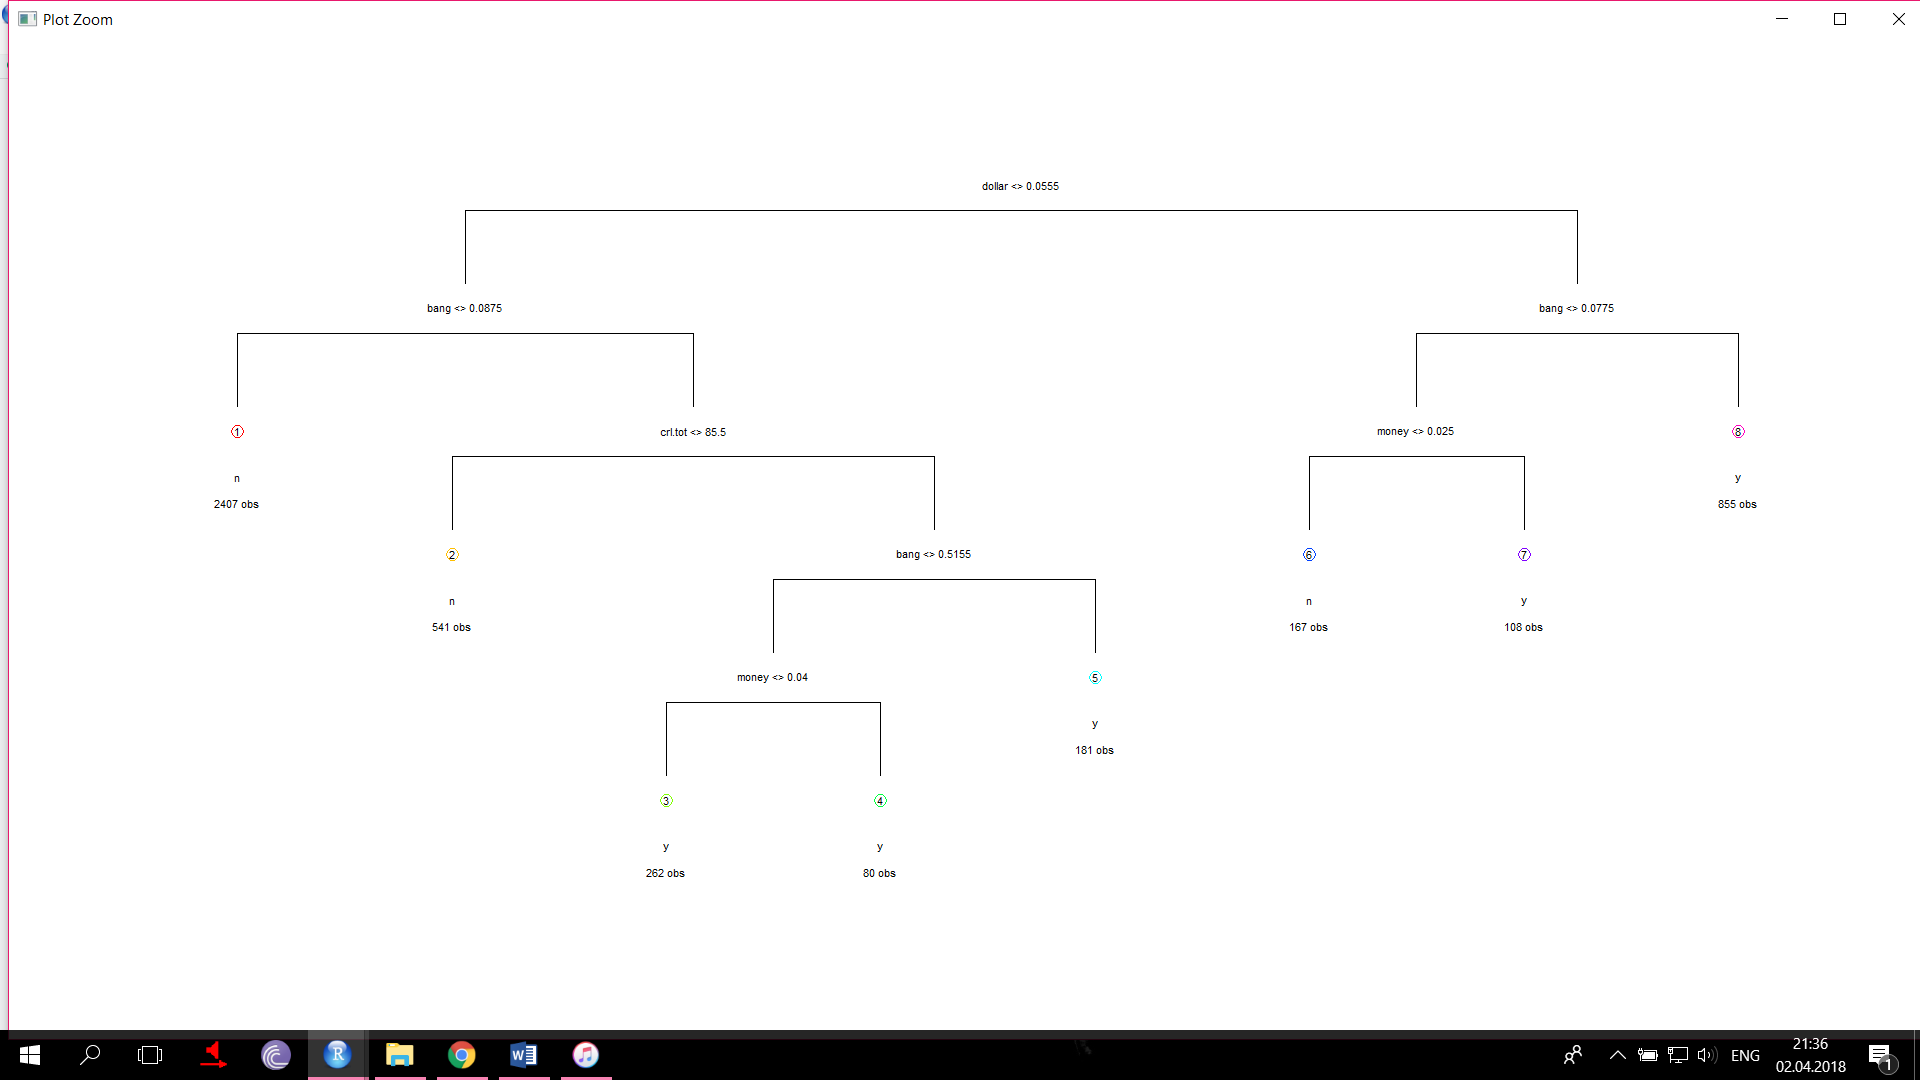 Plot Zoom
dollar <> 0.0555
bang <> 0.0875
bang <> 0.0775
1
n
2407 obs
crl.tot <> 85.5
money <> 0.025
8
y
855 obs
2
n
541 obs
bang <> 0.5155
6
n
167 obs
7
y
108 obs
money <> 0.04
5
y
181 obs
3
y
262 obs
4
y
80 obs
R
W
ENG
21:36
02.04.2018
1